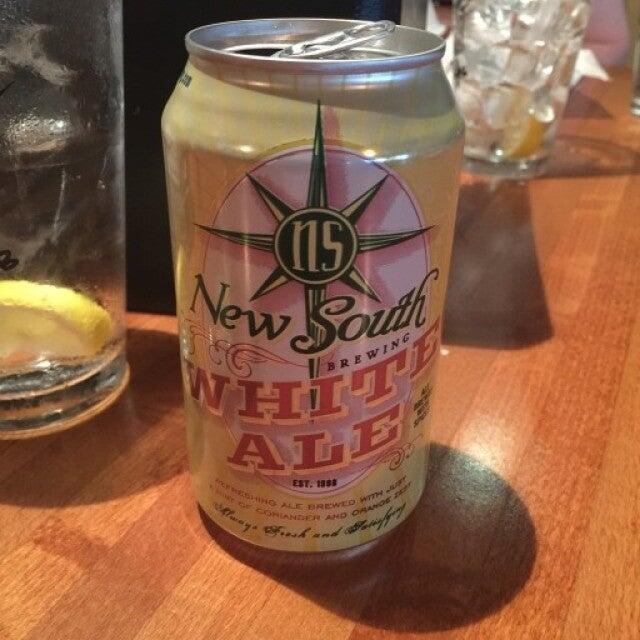 ns
New South
BREWING
WHITE
ALE
EST. 1998
REFRESHING ALE BREWED WITH JUST
A HINT OF CORIANDER AND ORANGE ZEST
Always Fresh and Satisfying